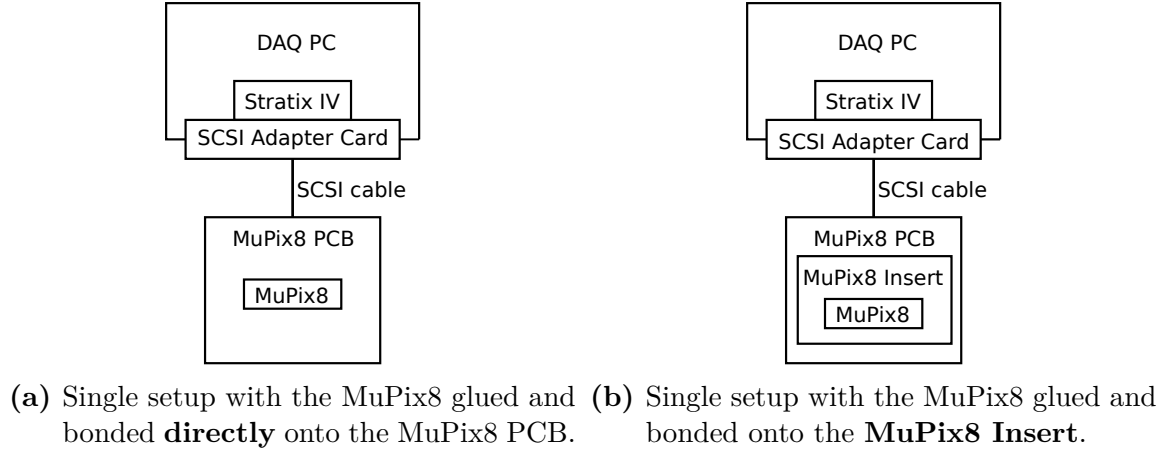 DAQ PC
Stratix IV
SCSI Adapter Card
SCSI cable
MuPix8 PCB
MuPix8
(a) Single setup with the MuPix8 glued and
bonded directly onto the MuPix8 PCB.
DAQ PC
Stratix IV
SCSI Adapter Card
SCSI cable
MuPix8 PCB
MuPix8 Insert
MuPix8
(b) Single setup with the MuPix8 glued and
bonded onto the MuPix8 Insert.